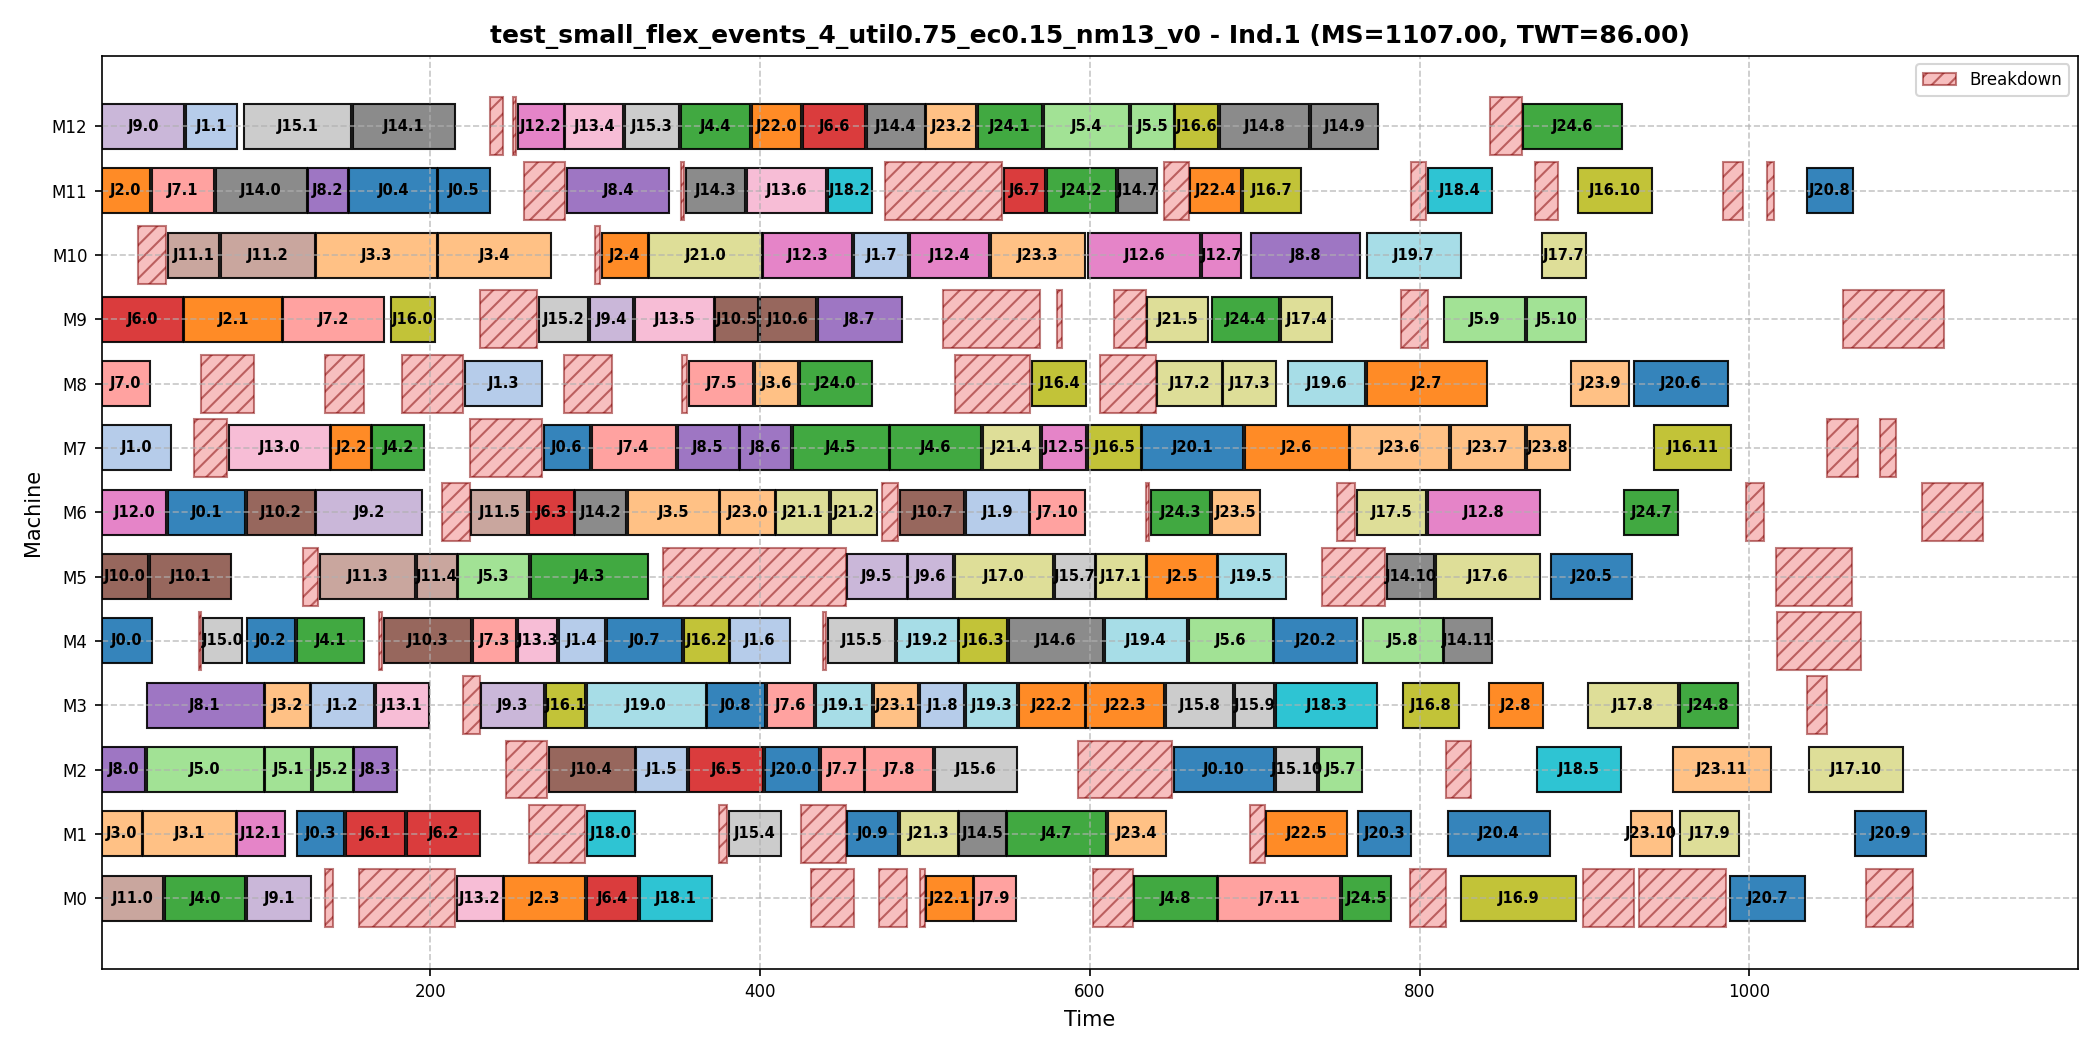 test_small_flex_events_4_util0.75_ec0.15_nm13_v0 - Ind.1 (MS=1107.00, TWT=86.00)
Breakdown
Machine
M12 J9.0 J1.1 J15.1 J14.1 J12.2 J13.4 J15.3 J4.4 J22.0 J6.6 J14.4 J23.2 J24.1 J5.4 J5.5 J16.6 J14.8 J14.9 J24.6
M11 J2.0 J7.1 J14.0 J8.2 J0.4 J0.5 J8.4 J14.3 J13.6 J18.2 J6.7 J24.2 J14.7 J22.4 J16.7 J18.4 J16.10 J20.8
M10 J11.1 J11.2 J3.3 J3.4 J2.4 J21.0 J12.3 J1.7 J12.4 J23.3 J12.6 J12.7 J8.8 J19.7 J17.7
M9 J6.0 J2.1 J7.2 J16.0 J15.2 J9.4 J13.5 J10.5 J10.6 J8.7 J21.5 J24.4 J17.4 J5.9 J5.10
M8 J7.0 J1.3 J7.5 J3.6 J24.0 J16.4 J17.2 J17.3 J19.6 J2.7 J23.9 J20.6
M7 J1.0 J13.0 J2.2 J4.2 J0.6 J7.4 J8.5 J8.6 J4.5 J4.6 J21.4 J12.5 J16.5 J20.1 J2.6 J23.6 J23.7 J23.8 J16.11
M6 J12.0 J0.1 J10.2 J9.2 J11.5 J6.3 J14.2 J3.5 J23.0 J21.1 J21.2 J10.7 J1.9 J7.10 J24.3 J23.5 J17.5 J12.8 J24.7
M5 J10.0 J10.1 J11.3 J11.4 J5.3 J4.3 J9.5 J9.6 J17.0 J15.7 J17.1 J2.5 J19.5 J14.10 J17.6 J20.5
M4 J0.0 J15.0 J0.2 J4.1 J10.3 J7.3 J13.3 J1.4 J0.7 J16.2 J1.6 J15.5 J19.2 J16.3 J14.6 J19.4 J5.6 J20.2 J5.8 J14.11
M3 J8.1 J3.2 J1.2 J13.1 J9.3 J16.1 J19.0 J0.8 J7.6 J19.1 J23.1 J1.8 J19.3 J22.2 J22.3 J15.8 J15.9 J18.3 J16.8 J2.8 J17.8 J24.8
M2 J8.0 J5.0 J5.1 J5.2 J8.3 J10.4 J1.5 J6.5 J20.0 J7.7 J7.8 J15.6 J0.10 J15.10 J5.7 J18.5 J23.11 J17.10
M1 J3.0 J3.1 J12.1 J0.3 J6.1 J6.2 J18.0 J15.4 J0.9 J21.3 J14.5 J4.7 J23.4 J22.5 J20.3 J20.4 J23.10 J17.9 J20.9
M0 J11.0 J4.0 J9.1 J13.2 J2.3 J6.4 J18.1 J22.1 J7.9 J4.8 J7.11 J24.5 J16.9 J20.7
200 400 600 800 1000
Time